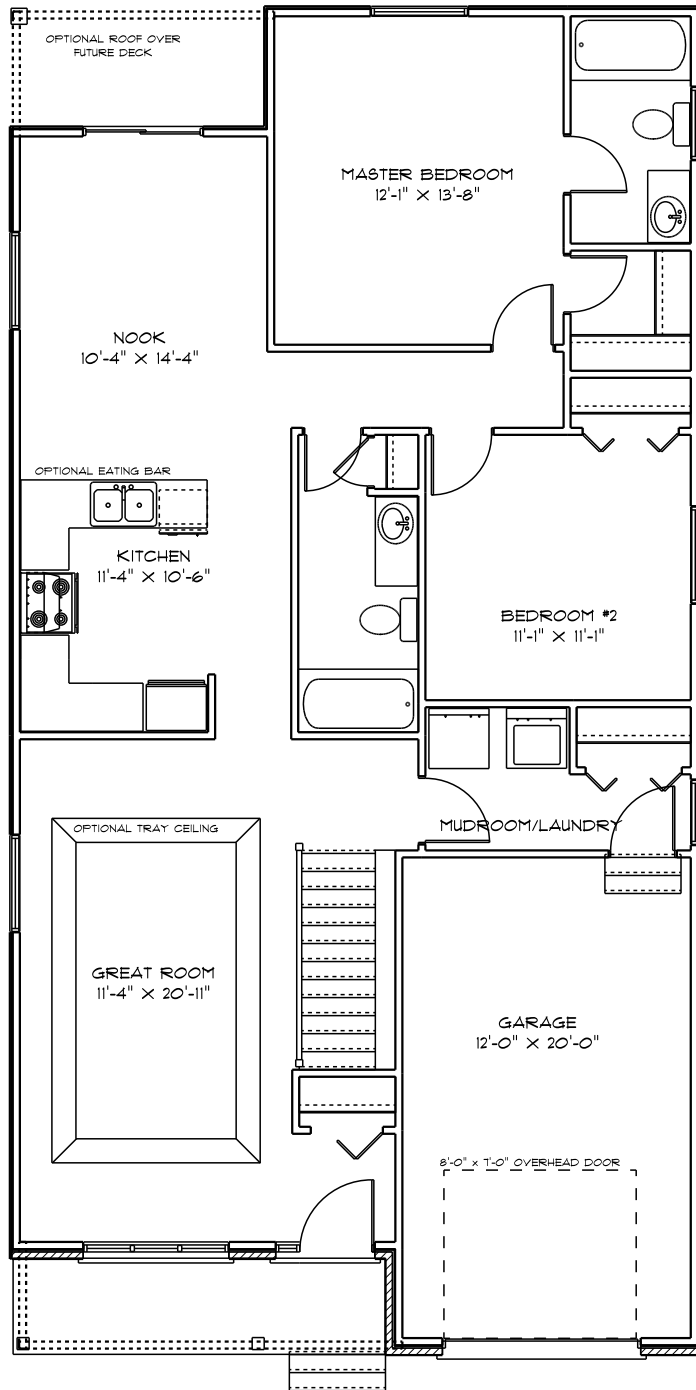 OPTIONAL ROOF OVER
FUTURE DECK
MASTER BEDROOM
12'-1" X 13'-8"
NOOK
10'-4" X 14'-4"
OPTIONAL EATING BAR
KITCHEN
11'-4" X 10'-6"
BEDROOM #2
11'-1" X 11'-1"
MUDROOM/LAUNDRY
OPTIONAL TRAY CEILING
GREAT ROOM
11'-4" X 20'-11"
GARAGE
12'-0" X 20'-0"
8'-0" x 7'-0" OVERHEAD DOOR